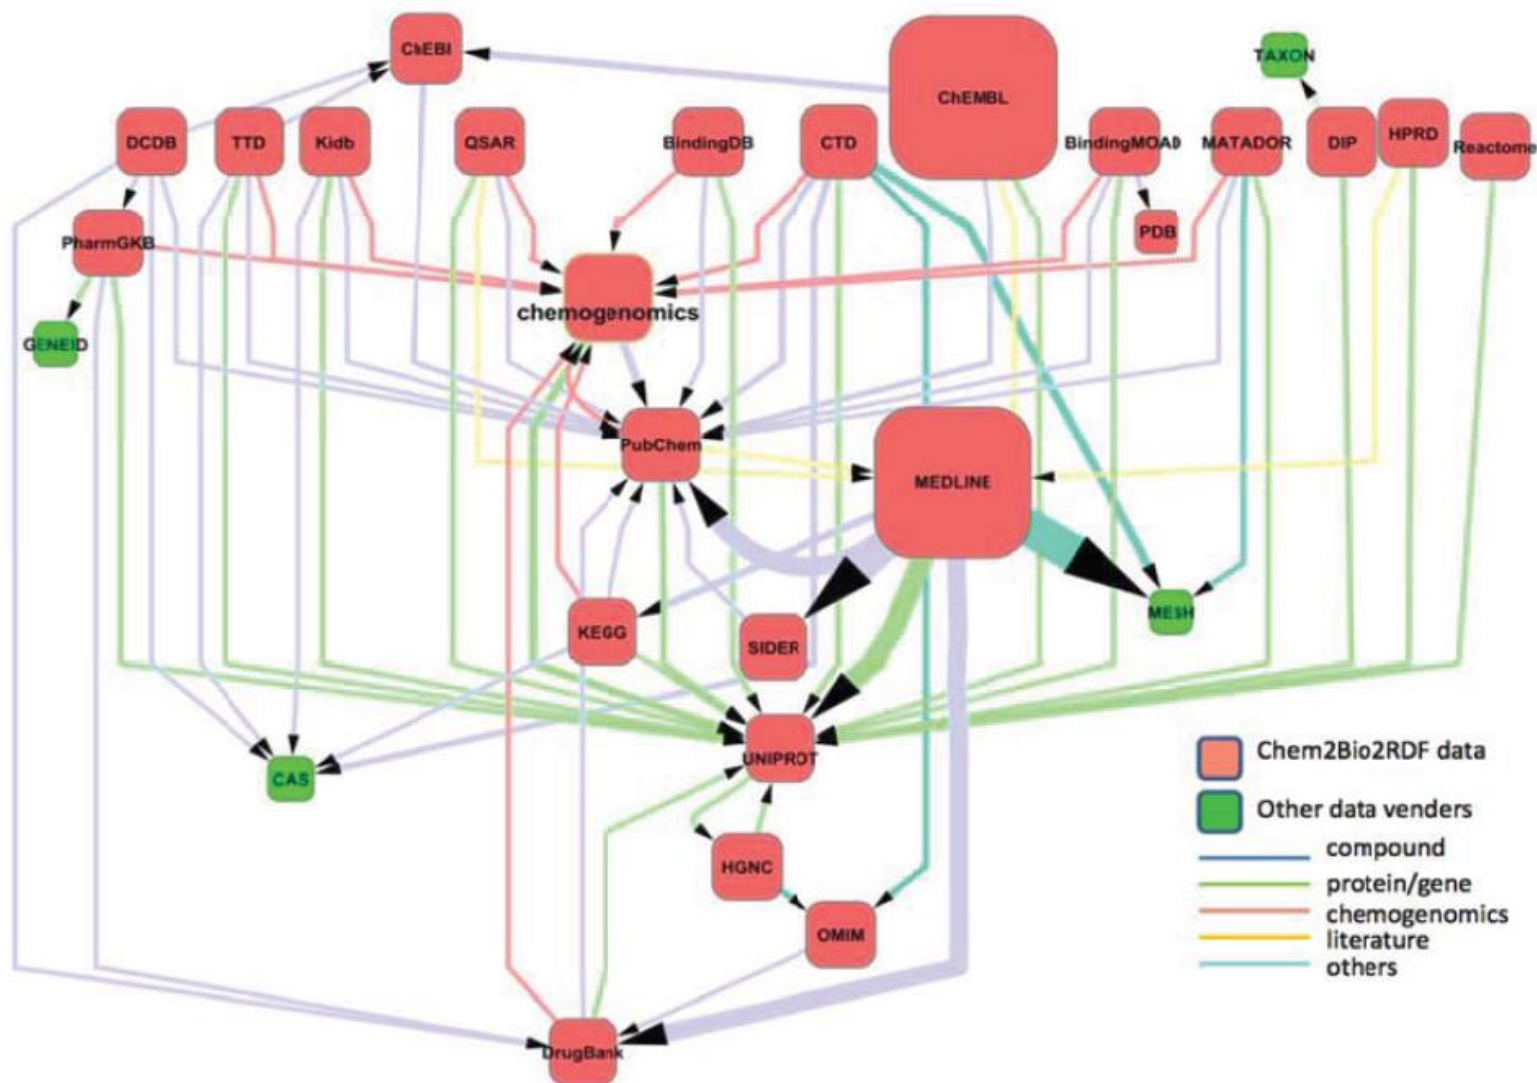 ChEBI
ChEMBL
TAXON
DCDB
TTD
Kidb
QSAR
BindingDB
CTD
BindingMOAD
MATADOR
DIP
HPRD
Reactome
PharmGKB
PDB
GENEID
chemogenomics
PubChem
MEDLINE
KEGG
SIDER
MESH
UNIPROT
CAS
HGNC
OMIM
DrugBank
Chem2Bio2RDF data
Other data venders
compound
protein/gene
chemogenomics
literature
others